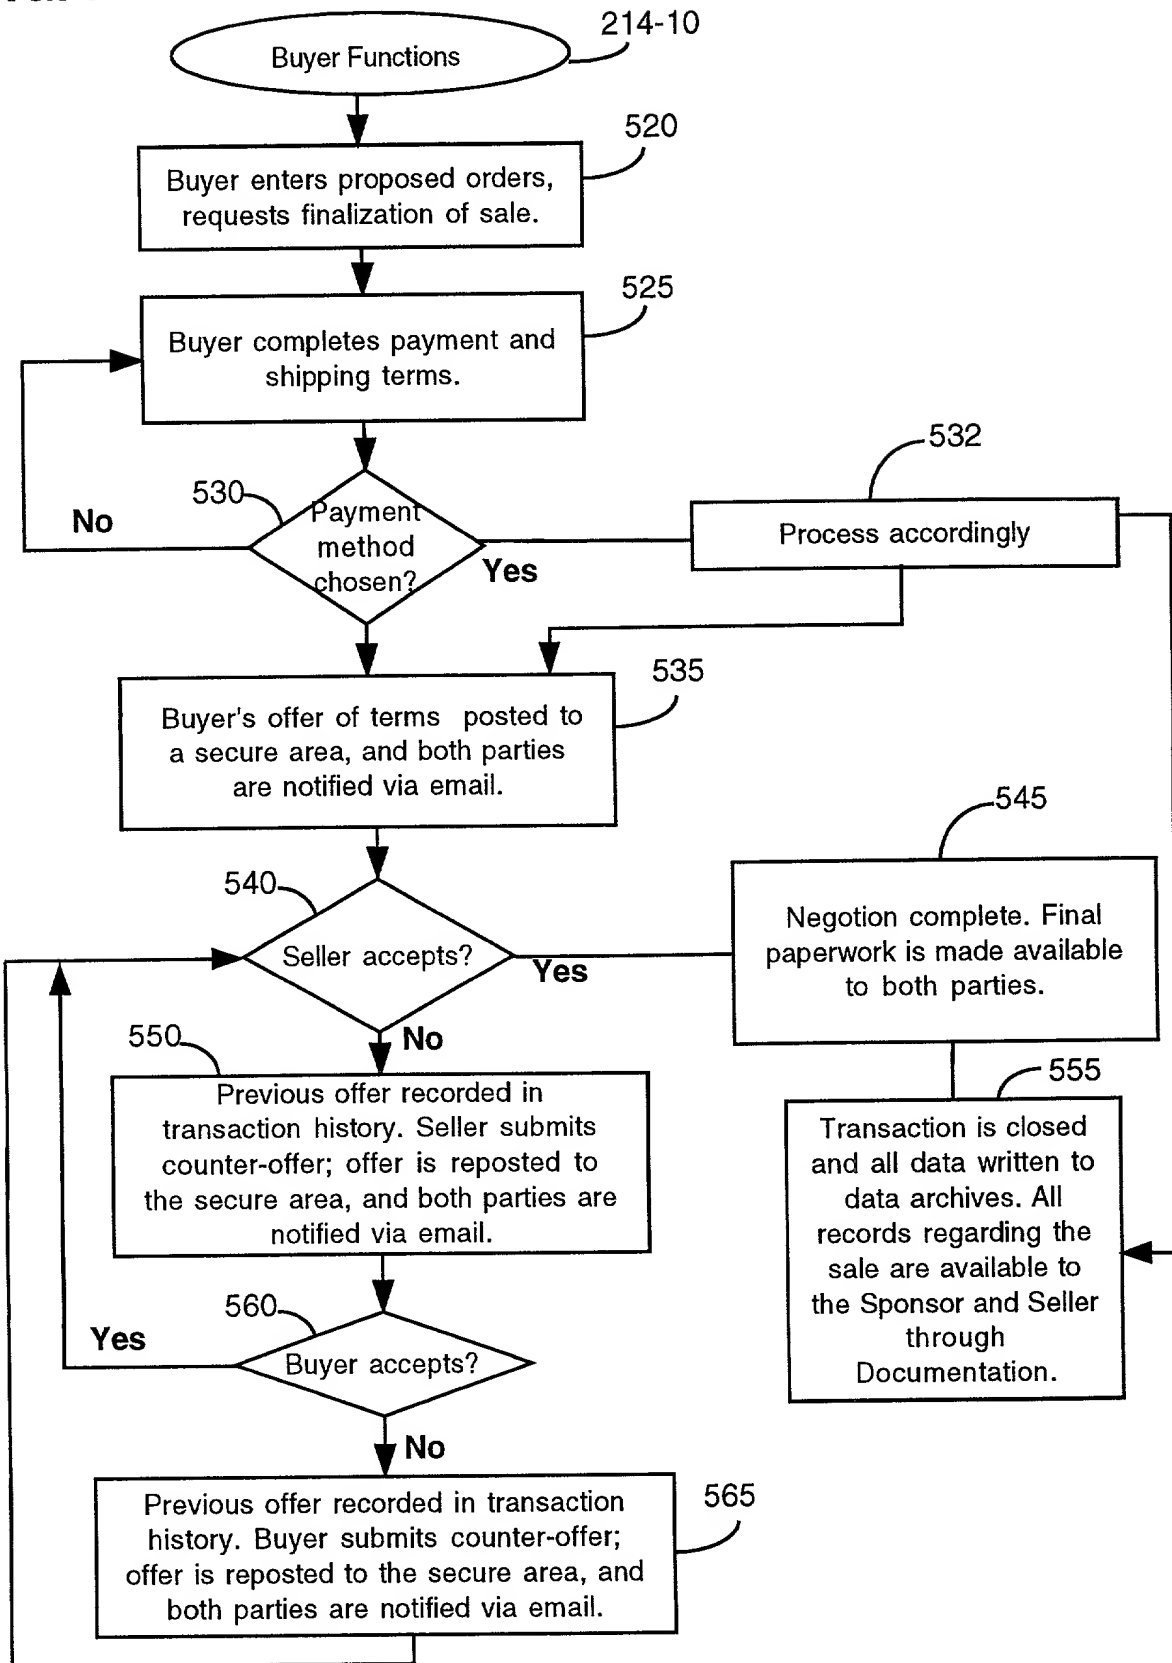 214-10
Buyer Functions
520
Buyer enters proposed orders,
requests finalization of sale.
525
Buyer completes payment and
shipping terms.
532
530
No
Payment
method
chosen?
Yes
Process accordingly
535
Buyer's offer of terms posted to
a secure area, and both parties
are notified via email.
545
540
Seller accepts?
Yes
Negotion complete. Final
paperwork is made available
to both parties.
No
550
555
Previous offer recorded in
transaction history. Seller submits
counter-offer; offer is reposted to
the secure area, and both parties are
notified via email.
Transaction is closed
and all data written to
data archives. All
records regarding the
sale are available to
the Sponsor and Seller
through
Documentation.
560
Yes
Buyer accepts?
No
565
Previous offer recorded in transaction
history. Buyer submits counter-offer;
offer is reposted to the secure area, and
both parties are notified via email.